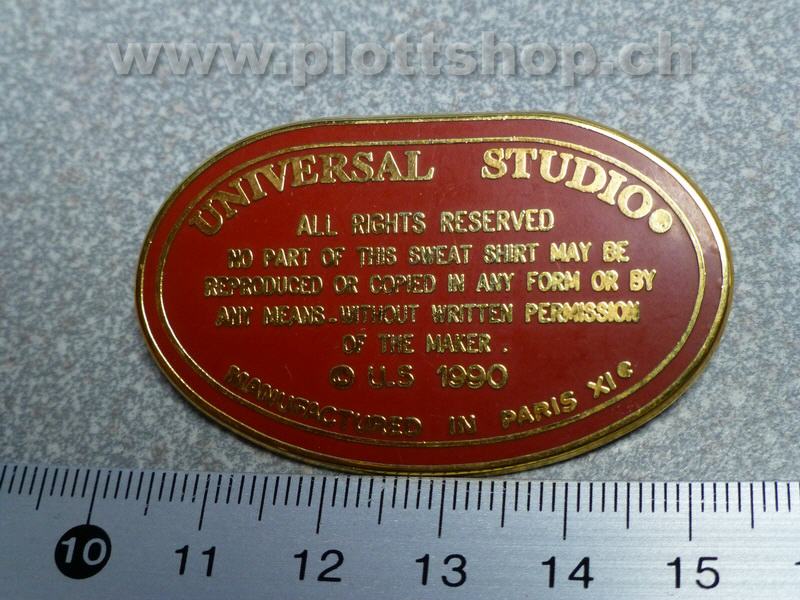 www.plottshop.ch
UNIVERSAL STUDIO®
ALL RIGHTS RESERVED
NO PART OF THIS SWEAT SHIRT MAY BE
REPRODUCED OR COPIED IN ANY FORM OR BY
ANY MEANS-WITHOUT WRITTEN PERMISSION
OF THE MAKER .
© U.S 1990
MANUFACTURED IN PARIS XIe
10 11 12 13 14 15